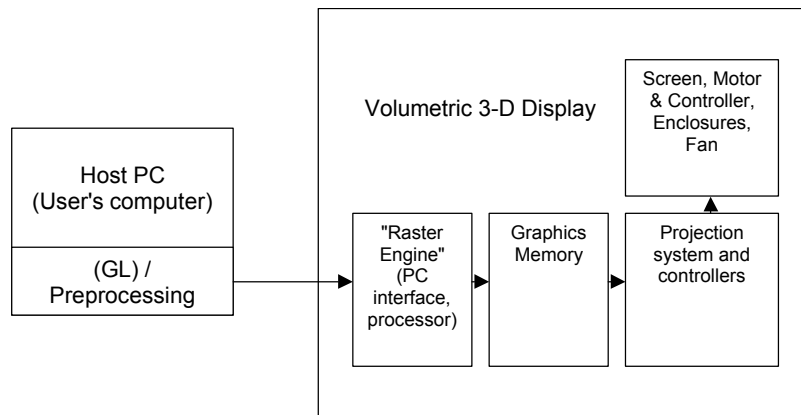 Host PC
(User's computer)
(GL) /
Preprocessing
Volumetric 3-D Display
"Raster
Engine"
(PC
interface,
processor)
Graphics
Memory
Projection
system and
controllers
Screen, Motor
& Controller,
Enclosures,
Fan